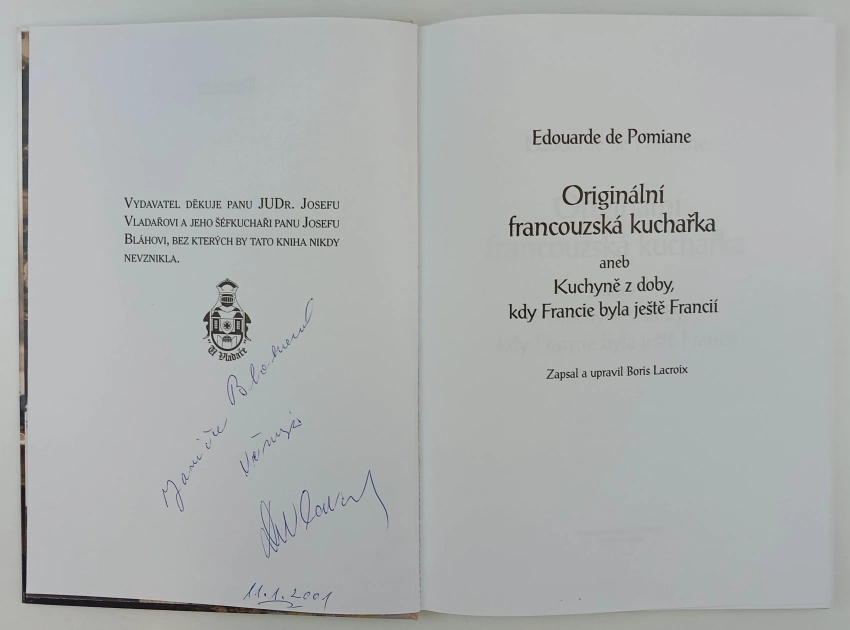 VYDAVATEL DĚKUJE PANU JUDR. JOSEFU
VLADAŘOVI A JEHO ŠÉFKUCHAŘI PANU JOSEFU
BLÁHOVI, BEZ KTERÝCH BY TATO KNIHA NIKDY
NEVZNIKLA.
"U Vladaře"
věnuje
11.1.2001
Edouarde de Pomiane
Originální
francouzská kuchařka
aneb
Kuchyně z doby,
kdy Francie byla ještě Francií
Zapsal a upravil Boris Lacroix